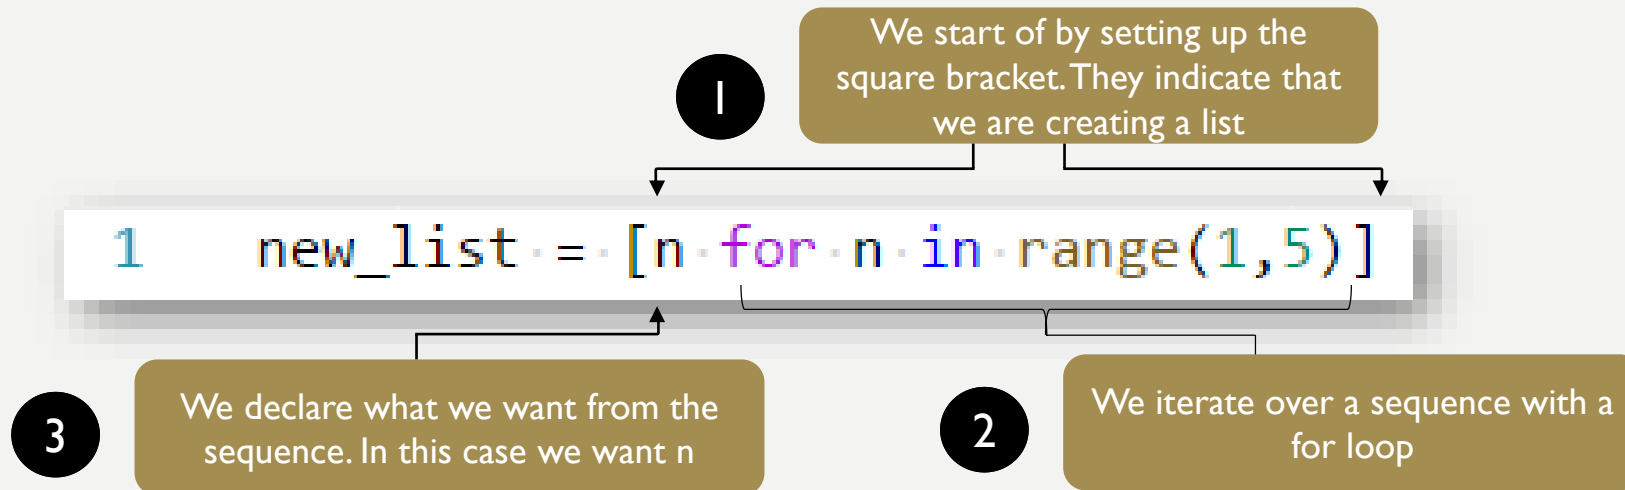 1
We start of by setting up the
square bracket. They indicate that
we are creating a list
1 new_list = [n for n in range(1,5)]
3
We declare what we want from the
sequence. In this case we want n
2
We iterate over a sequence with a
for loop